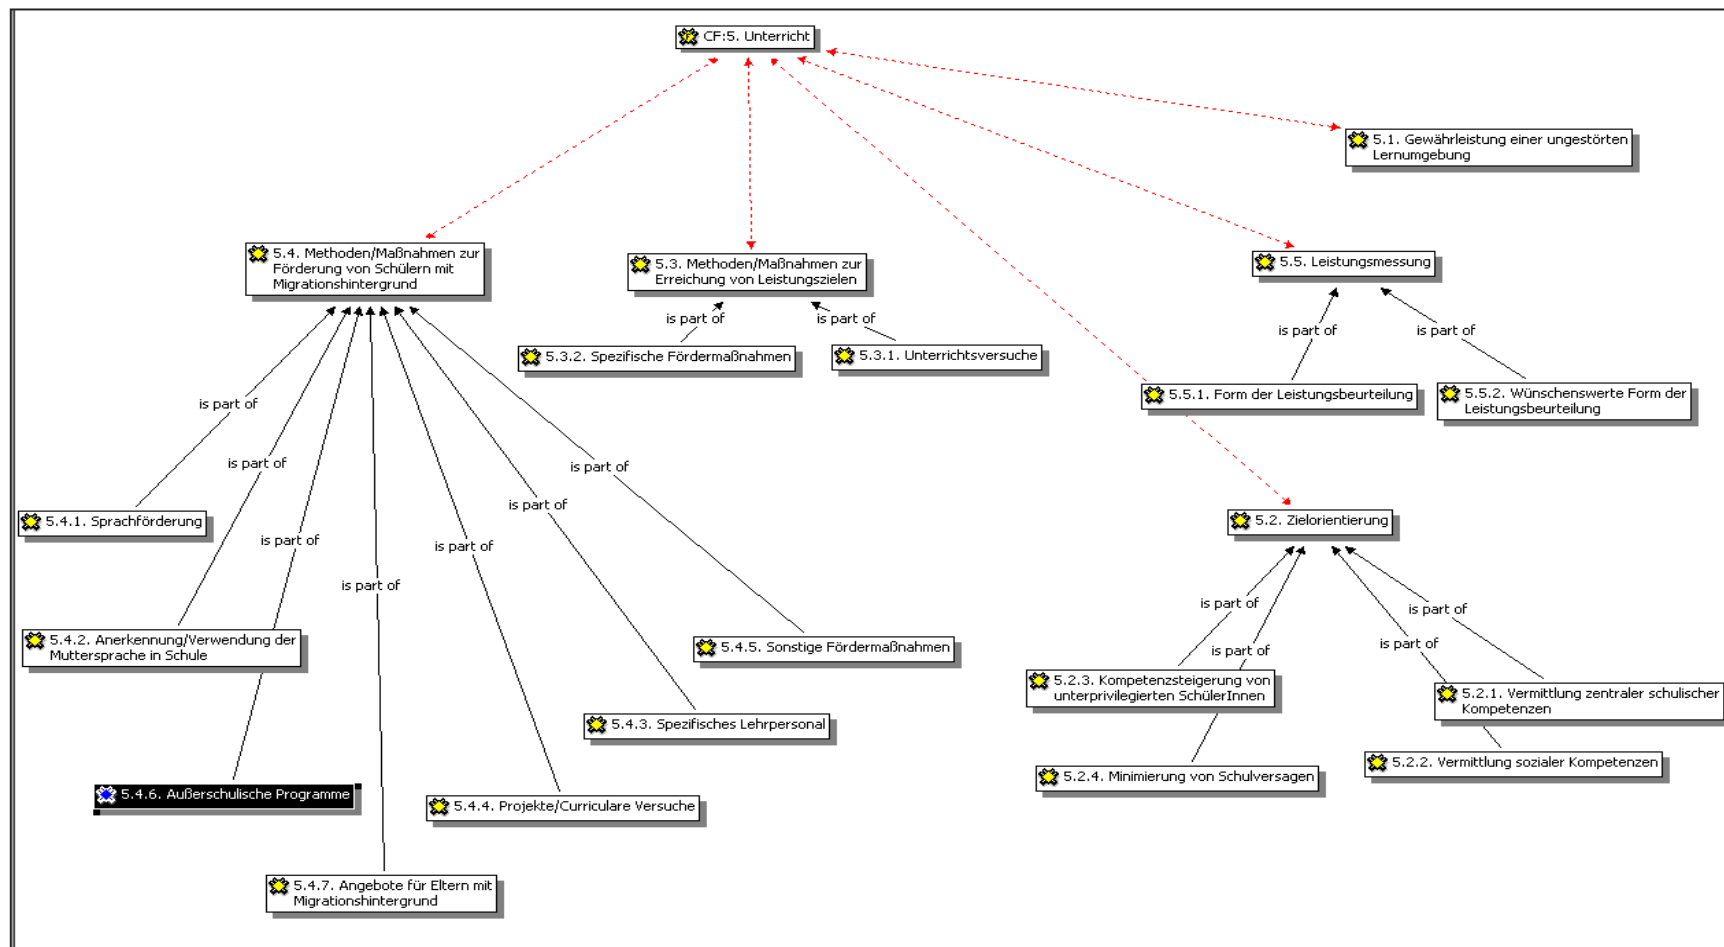 CF:5. Unterricht
5.1. Gewährleistung einer ungestörten
Lernumgebung
5.4. Methoden/Maßnahmen zur
Förderung von Schülern mit
Migrationshintergrund
5.3. Methoden/Maßnahmen zur
Erreichung von Leistungszielen
5.5. Leistungsmessung
is part of
is part of
is part of
is part of
5.3.2. Spezifische Fördermaßnahmen
5.3.1. Unterrichtsversuche
5.5.1. Form der Leistungsbeurteilung
5.5.2. Wünschenswerte Form der
Leistungsbeurteilung
is part of
is part of
is part of
is part of
is part of
is part of
is part of
5.4.1. Sprachförderung
5.2. Zielorientierung
is part of
is part of
is part of
is part of
5.4.2. Anerkennung/Verwendung der
Muttersprache in Schule
5.4.5. Sonstige Fördermaßnahmen
5.2.3. Kompetenzsteigerung von
unterprivilegierten SchülerInnen
5.2.1. Vermittlung zentraler schulischer
Kompetenzen
5.4.3. Spezifisches Lehrpersonal
5.2.2. Vermittlung sozialer Kompetenzen
5.2.4. Minimierung von Schulversagen
5.4.6. Außerschulische Programme
5.4.4. Projekte/Curriculare Versuche
5.4.7. Angebote für Eltern mit
Migrationshintergrund